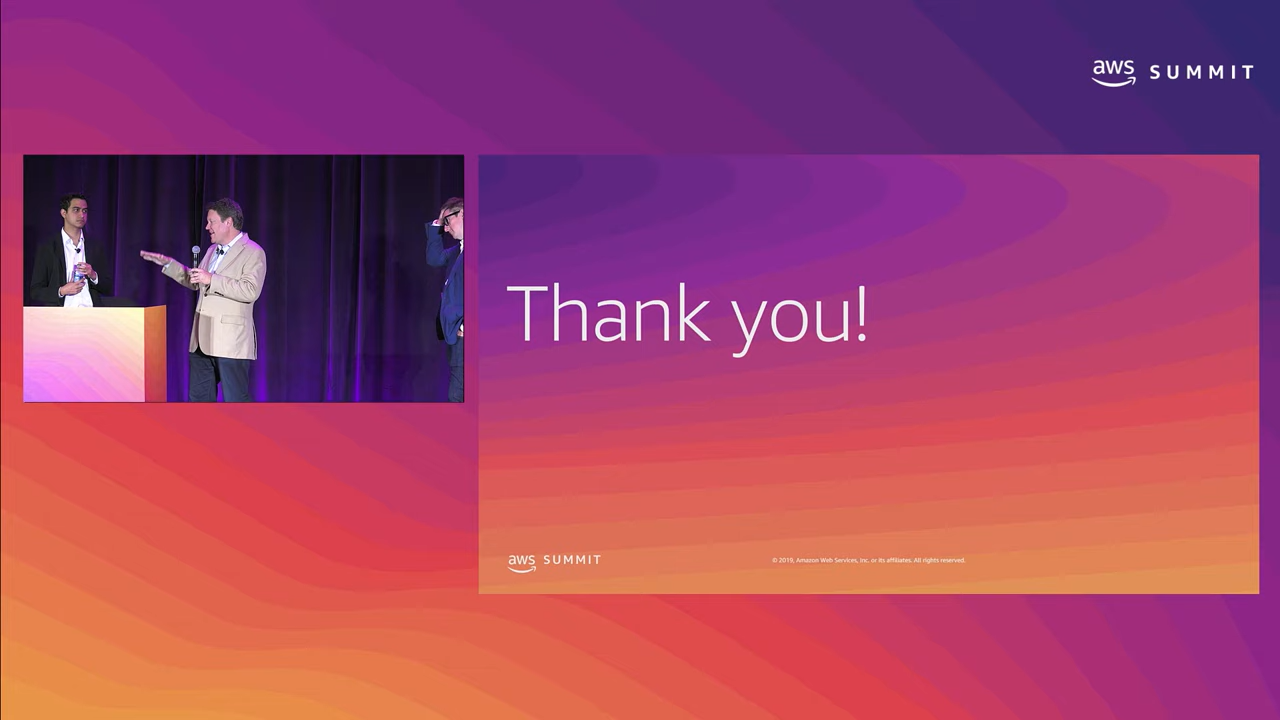 aws SUMMIT
Thank you!
aws SUMMIT
© 2019, Amazon Web Services, Inc. or its affiliates. All rights reserved.